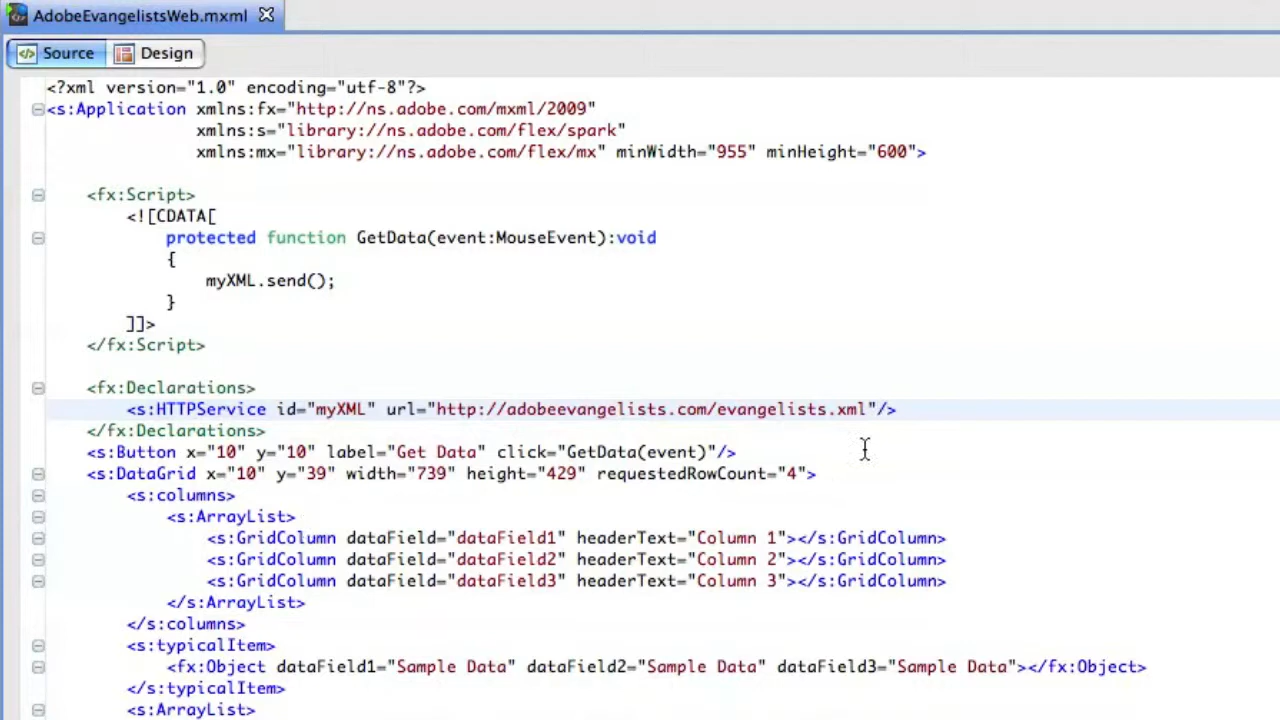 AdobeEvangelistsWeb.mxml
Source Design
<?xml version="1.0" encoding="utf-8"?>
<s:Application xmlns:fx="http://ns.adobe.com/mxml/2009"
xmlns:s="library://ns.adobe.com/flex/spark"
xmlns:mx="library://ns.adobe.com/flex/mx" minWidth="955" minHeight="600">
<fx:Script>
<![CDATA[
protected function GetData(event:MouseEvent):void
{
myXML.send();
}
]]>
</fx:Script>
<fx:Declarations>
<s:HTTPService id="myXML" url="http://adobeevangelists.com/evangelists.xml"/>
</fx:Declarations>
<s:Button x="10" y="10" label="Get Data" click="GetData(event)"/>
<s:DataGrid x="10" y="39" width="739" height="429" requestedRowCount="4">
<s:columns>
<s:ArrayList>
<s:GridColumn dataField="dataField1" headerText="Column 1"></s:GridColumn>
<s:GridColumn dataField="dataField2" headerText="Column 2"></s:GridColumn>
<s:GridColumn dataField="dataField3" headerText="Column 3"></s:GridColumn>
</s:ArrayList>
</s:columns>
<s:typicalItem>
<fx:Object dataField1="Sample Data" dataField2="Sample Data" dataField3="Sample Data"></fx:Object>
</s:typicalItem>
<s:ArrayList>